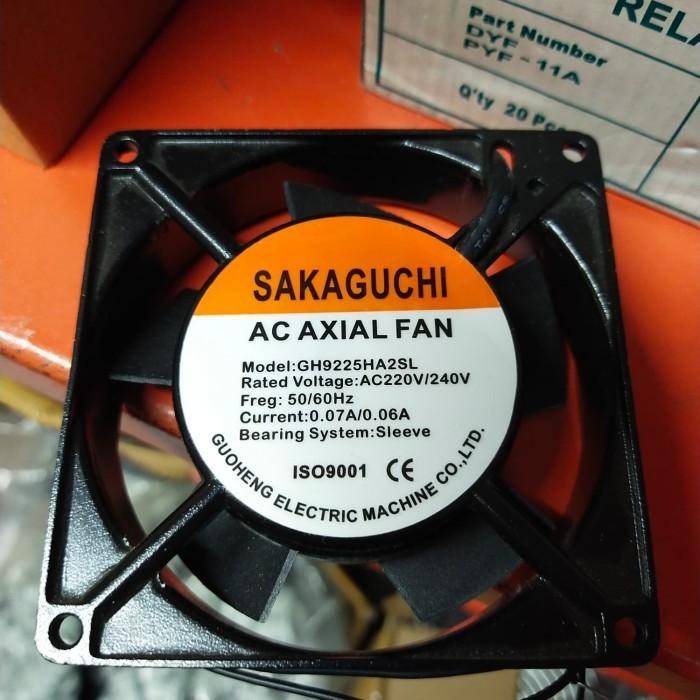 RELA
Part Number
DYF
PYF - 11A
Q'ty 20 Pcs
SAKAGUCHI
AC AXIAL FAN
Model:GH9225HA2SL
Rated Voltage:AC220V/240V
Freg: 50/60Hz
Current:0.07A/0.06A
Bearing System:Sleeve
ISO9001 CE
GUOHENG ELECTRIC MACHINE CO.,LTD.